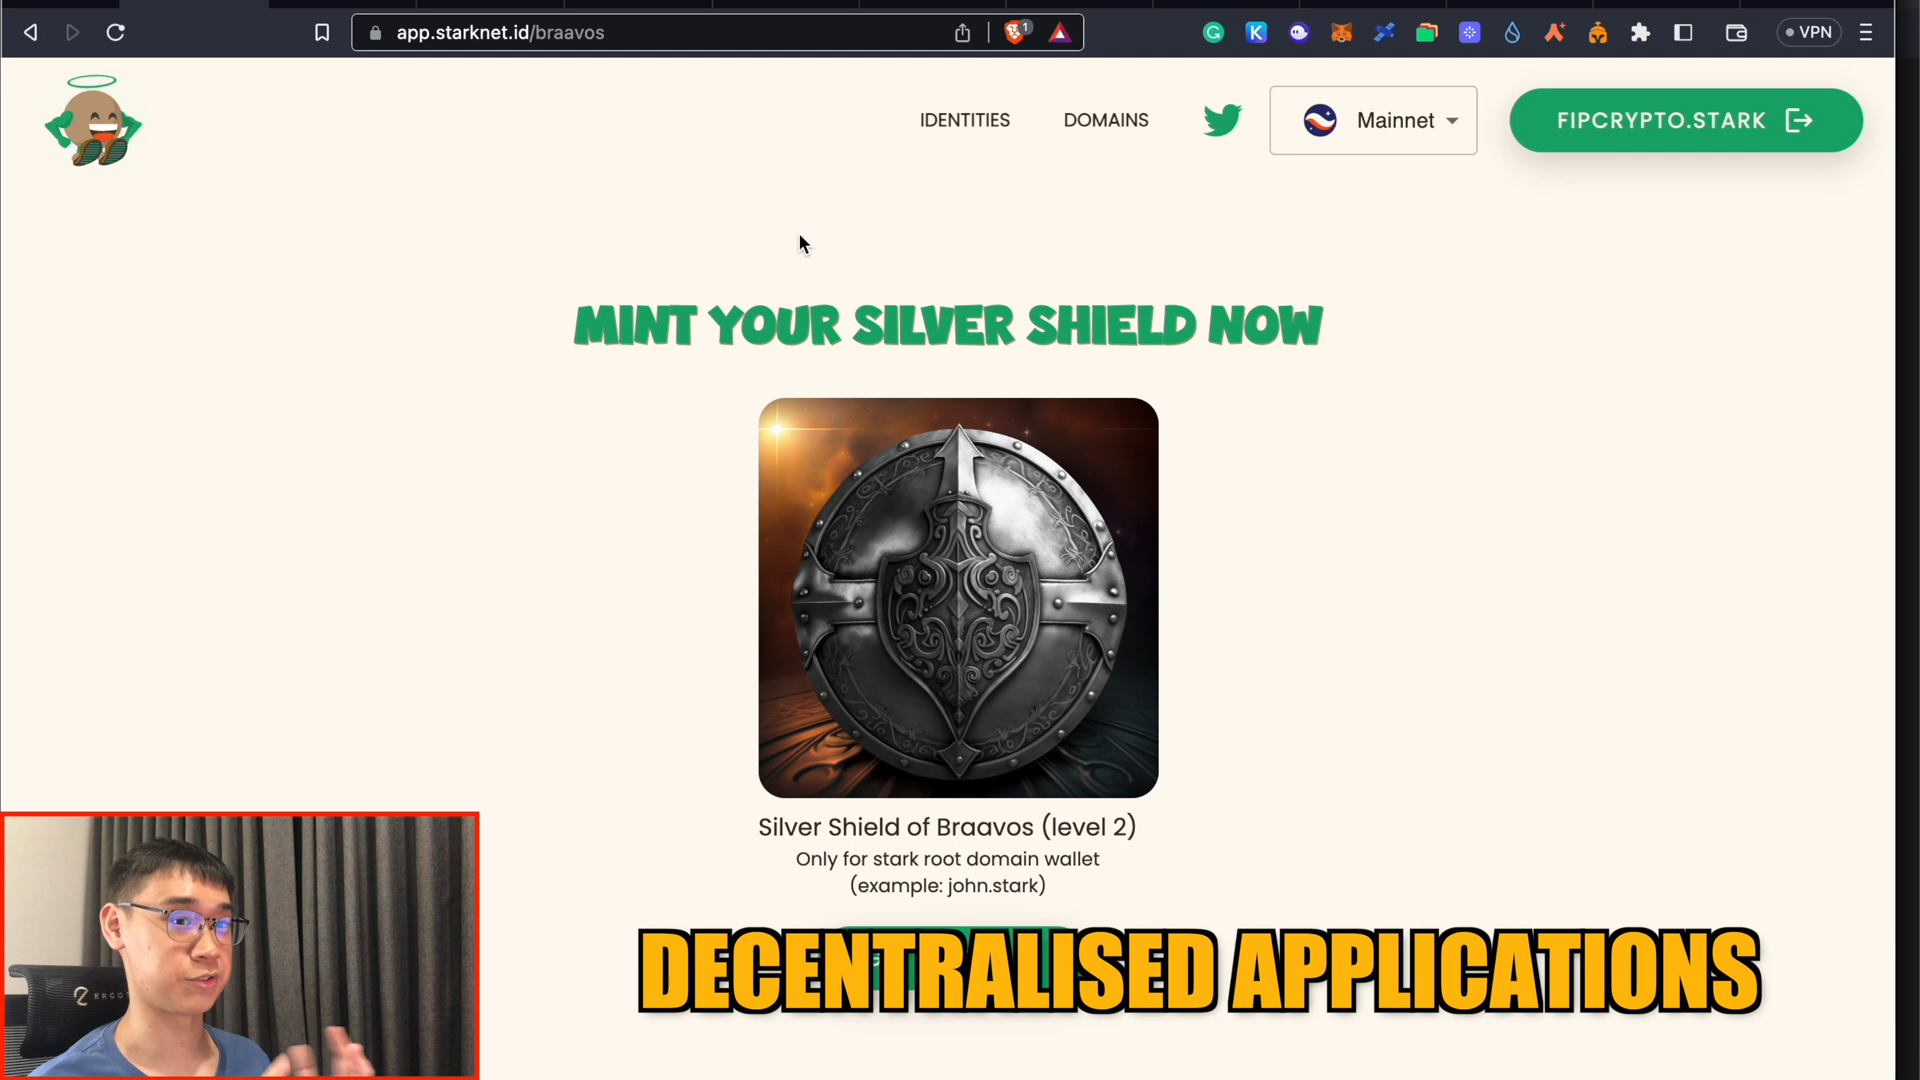 app.starknet.id/braavos
1
VPN
IDENTITIES
DOMAINS
Mainnet
FIPCRYPTO.STARK
MINT YOUR SILVER SHIELD NOW
Silver Shield of Braavos (level 2)
Only for stark root domain wallet
(example: john.stark)
DECENTRALISED APPLICATIONS